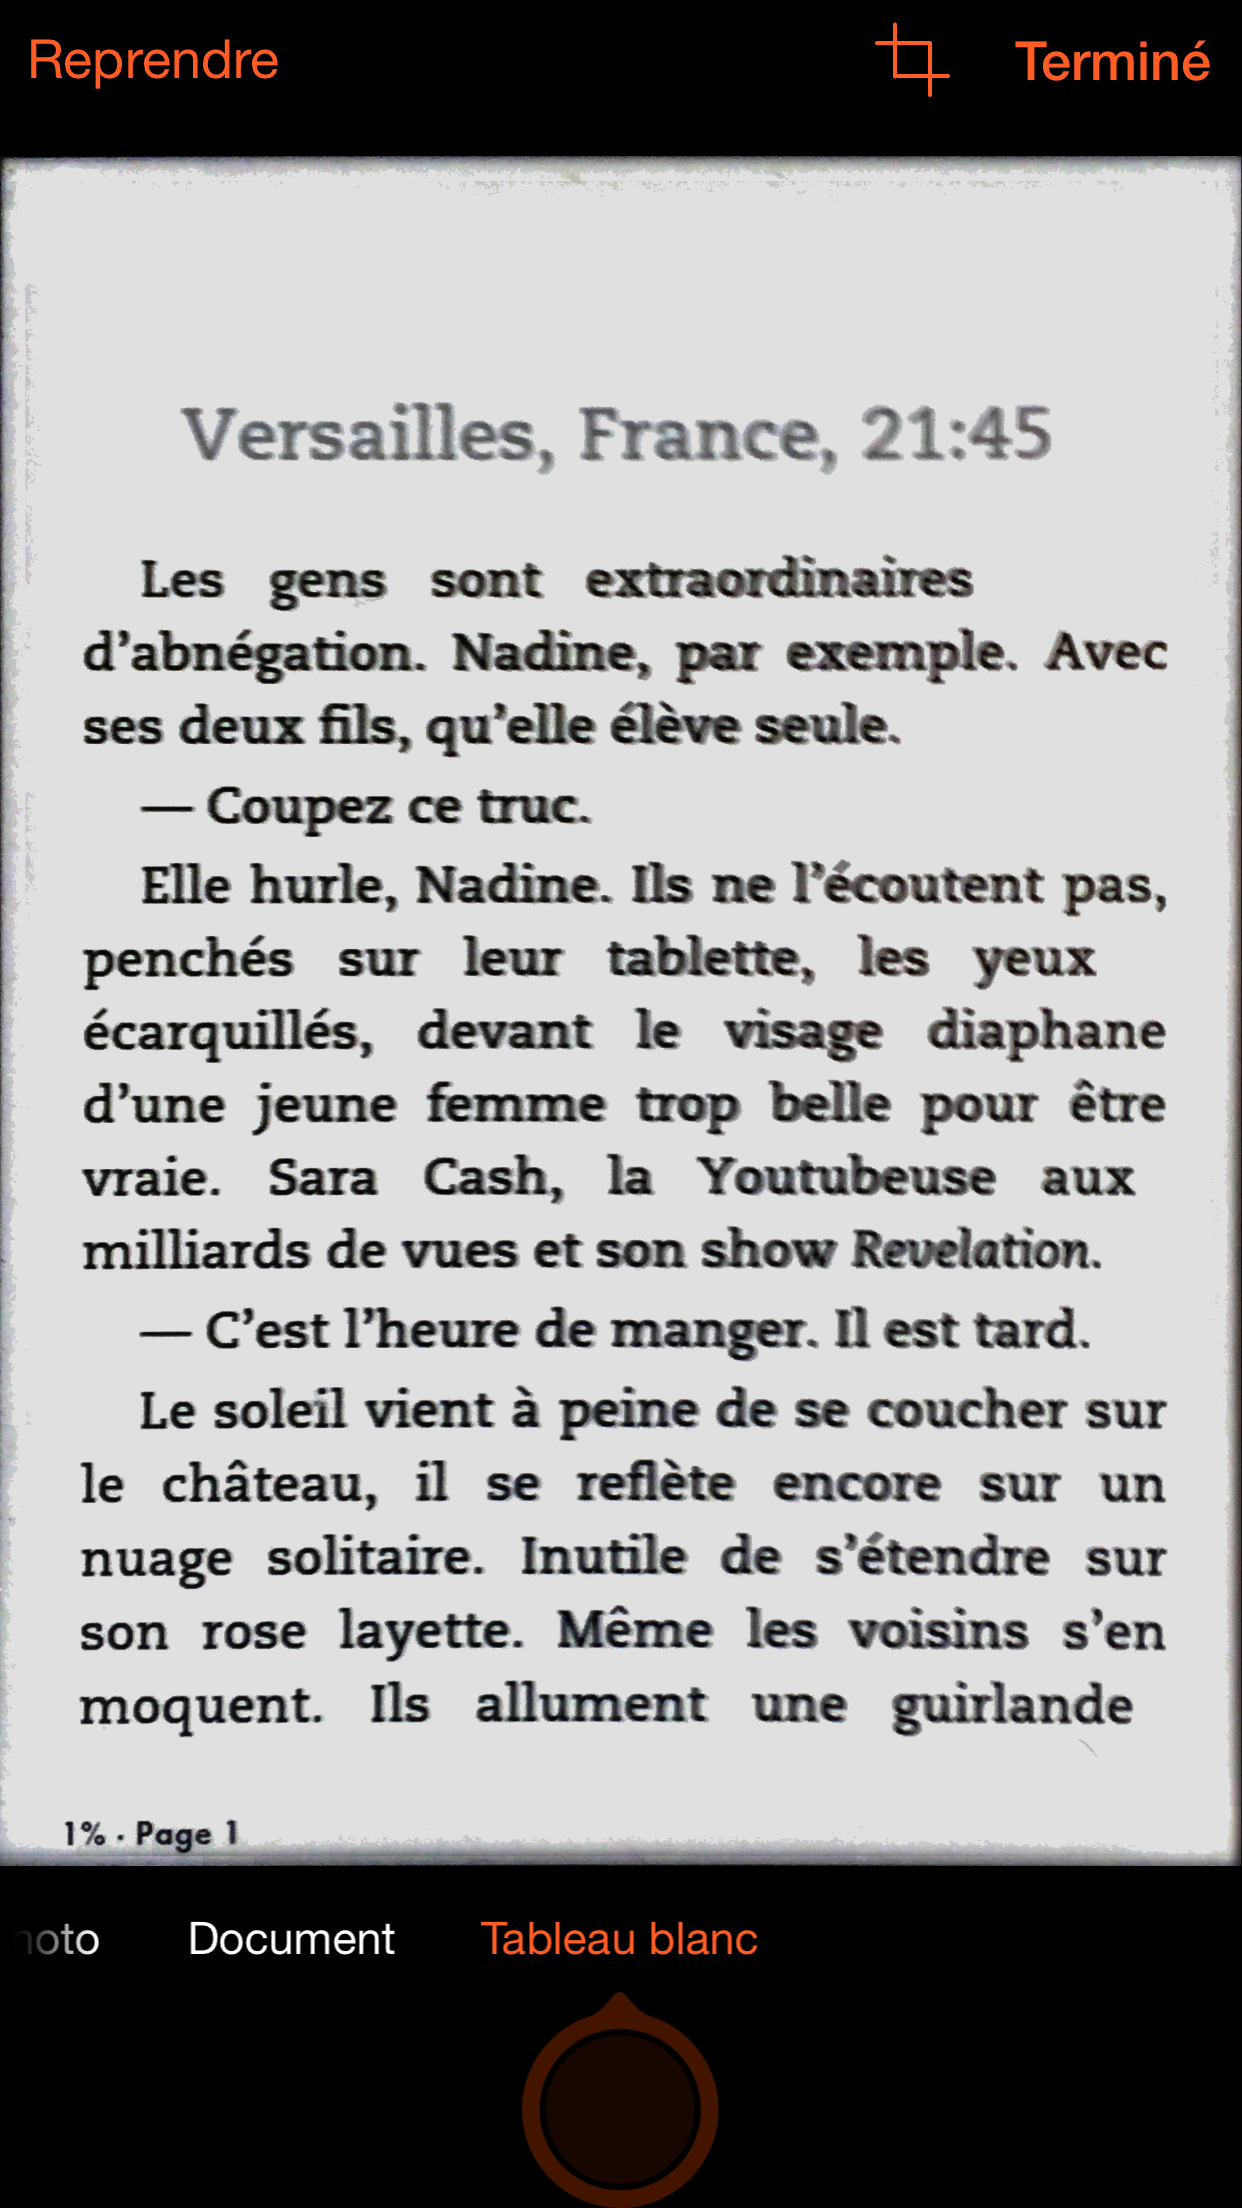 Reprendre
Terminé
Versailles, France, 21:45
Les gens sont extraordinaires
d'abnégation. Nadine, par exemple. Avec
ses deux fils, qu'elle élève seule.
— Coupez ce truc.
Elle hurle, Nadine. Ils ne l'écoutent pas,
penchés sur leur tablette, les yeux
écarquillés, devant le visage diaphane
d'une jeune femme trop belle pour être
vraie. Sara Cash, la Youtubeuse aux
milliards de vues et son show Revelation.
— C'est l'heure de manger. Il est tard.
Le soleil vient à peine de se coucher sur
le château, il se reflète encore sur un
nuage solitaire. Inutile de s'étendre sur
son rose layette. Même les voisins s'en
moquent. Ils allument une guirlande
1% · Page 1
hoto Document Tableau blanc